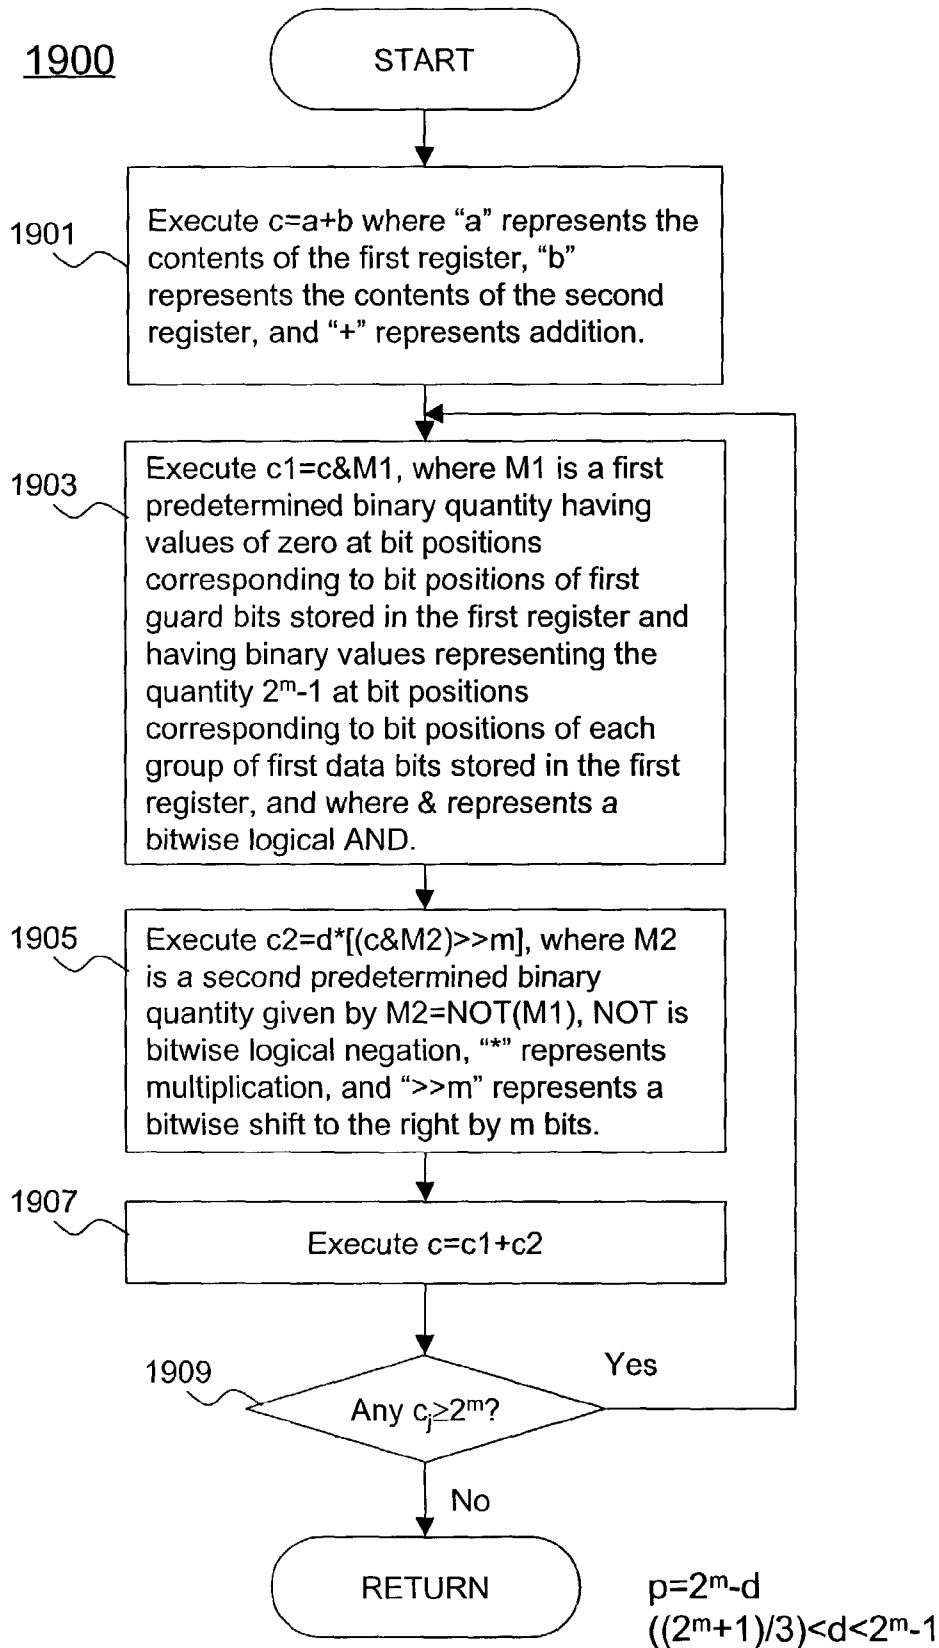 1900
START
1901
Execute c=a+b where “a” represents the
contents of the first register, “b”
represents the contents of the second
register, and “+” represents addition.
1903
Execute c1=c&M1, where M1 is a first
predetermined binary quantity having
values of zero at bit positions
corresponding to bit positions of first
guard bits stored in the first register and
having binary values representing the
quantity 2ᵐ-1 at bit positions
corresponding to bit positions of each
group of first data bits stored in the first
register, and where & represents a
bitwise logical AND.
1905
Execute c2=d*[(c&M2)>>m], where M2
is a second predetermined binary
quantity given by M2=NOT(M1), NOT is
bitwise logical negation, “*” represents
multiplication, and “>>m” represents a
bitwise shift to the right by m bits.
1907
Execute c=c1+c2
1909
Any cⱼ≥2ᵐ?
Yes
No
RETURN
p=2ᵐ-d
((2ᵐ+1)/3)<d<2ᵐ-1